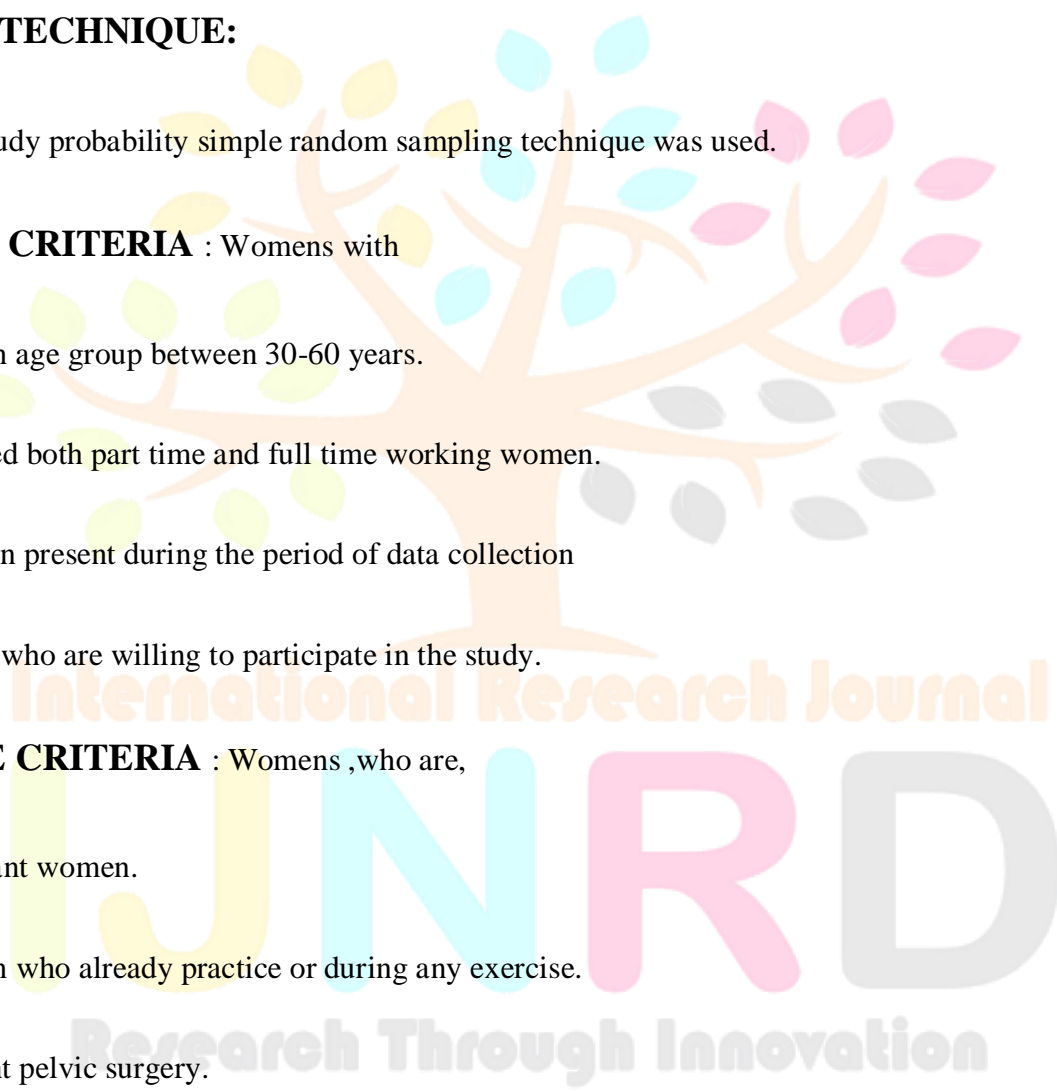 TECHNIQUE:
udy probability simple random sampling technique was used.
CRITERIA : Womens with
n age group between 30-60 years.
ed both part time and full time working women.
n present during the period of data collection
who are willing to participate in the study.
International Research Journal
E CRITERIA : Womens ,who are,
ant women.
IJNRD
n who already practice or during any exercise.
Research Through Innovation
nt pelvic surgery.